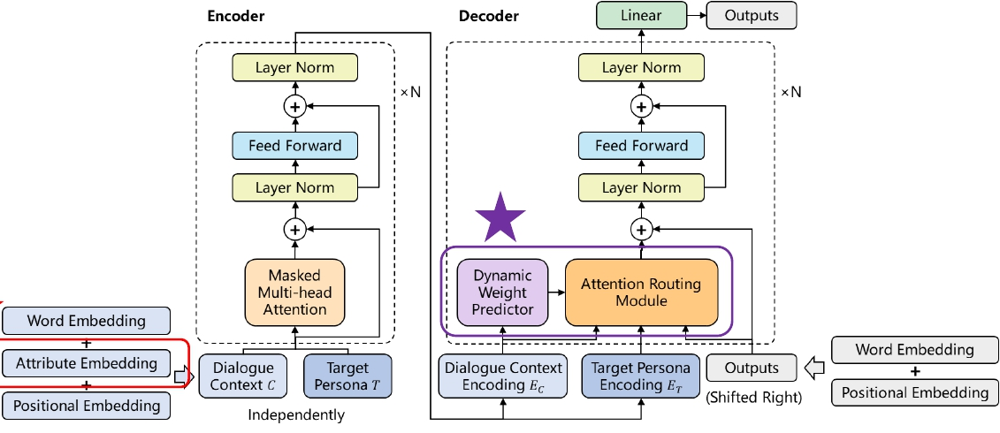 Encoder
Decoder
Linear
Outputs
Layer Norm
×N
+
Feed Forward
Layer Norm
+
Masked
Multi-head
Attention
Layer Norm
×N
+
Feed Forward
Layer Norm
+
Dynamic
Weight
Predictor
Attention Routing
Module
Word Embedding
+
Attribute Embedding
+
Positional Embedding
Dialogue
Context C
Target
Persona T
Independently
Dialogue Context
Encoding E_C
Target Persona
Encoding E_T
Outputs
(Shifted Right)
Word Embedding
+
Positional Embedding